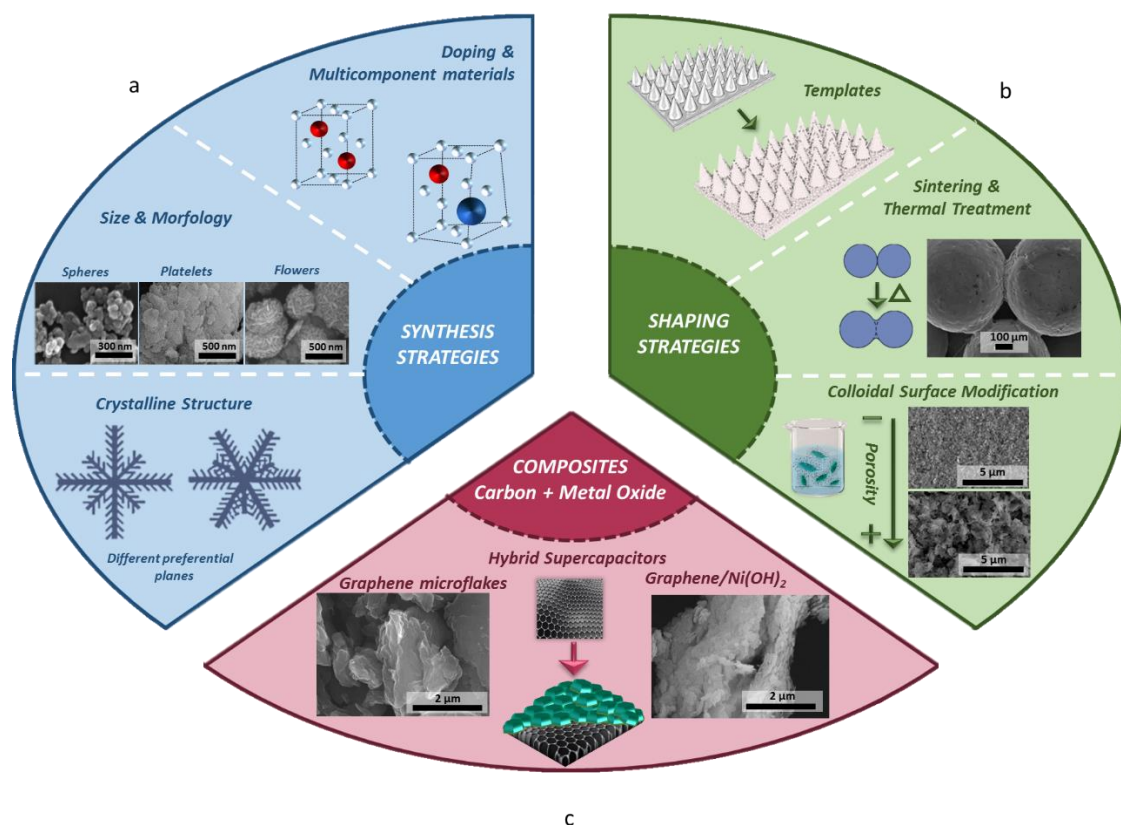 a
Doping &
Multicomponent materials
Size & Morfology
Spheres
Platelets
Flowers
300 nm
500 nm
500 nm
SYNTHESIS
STRATEGIES
Crystalline Structure
Different preferential
planes
b
Templates
Sintering &
Thermal Treatment
Δ
100 µm
SHAPING
STRATEGIES
Colloidal Surface Modification
−
Porosity
+
5 µm
5 µm
COMPOSITES
Carbon + Metal Oxide
Hybrid Supercapacitors
Graphene microflakes
Graphene/Ni(OH)₂
2 µm
2 µm
c